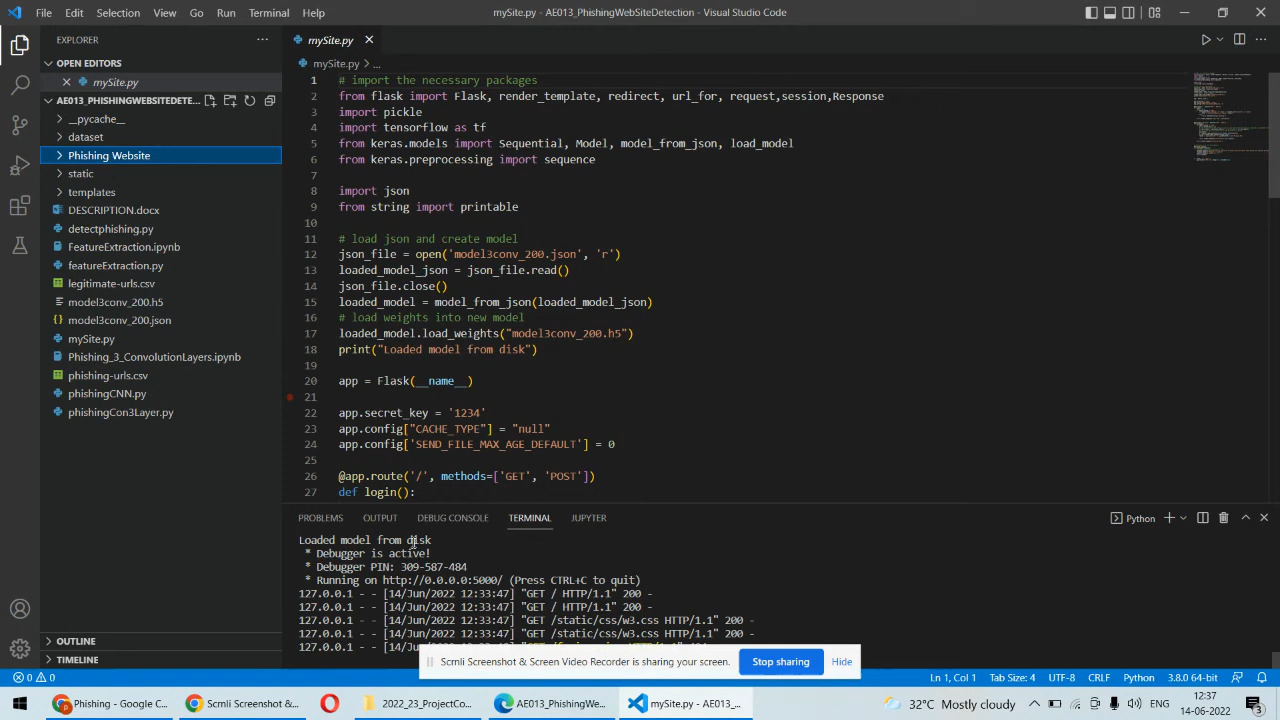 File Edit Selection View Go Run Terminal Help
mySite.py - AE013_PhishingWebSiteDetection - Visual Studio Code
EXPLORER
OPEN EDITORS
mySite.py
AE013_PHISHINGWEBSITEDETE...
__pycache__
dataset
Phishing Website
static
templates
DESCRIPTION.docx
detectphishing.py
FeatureExtraction.ipynb
featureExtraction.py
legitimate-urls.csv
model3conv_200.h5
model3conv_200.json
mySite.py
Phishing_3_ConvolutionLayers.ipynb
phishing-urls.csv
phishingCNN.py
phishingCon3Layer.py
OUTLINE
TIMELINE
mySite.py
mySite.py > ...
1 # import the necessary packages
2 from flask import Flask, render_template, redirect, url_for, request,session,Response
3 import pickle
4 import tensorflow as tf
5 from keras.models import Sequential, Model, model_from_json, load_model
6 from keras.preprocessing import sequence
7
8 import json
9 from string import printable
10
11 # load json and create model
12 json_file = open('model3conv_200.json', 'r')
13 loaded_model_json = json_file.read()
14 json_file.close()
15 loaded_model = model_from_json(loaded_model_json)
16 # load weights into new model
17 loaded_model.load_weights("model3conv_200.h5")
18 print("Loaded model from disk")
19
20 app = Flask(__name__)
21
22 app.secret_key = '1234'
23 app.config["CACHE_TYPE"] = "null"
24 app.config['SEND_FILE_MAX_AGE_DEFAULT'] = 0
25
26 @app.route('/', methods=['GET', 'POST'])
27 def login():
PROBLEMS OUTPUT DEBUG CONSOLE TERMINAL JUPYTER
Python
Loaded model from disk
* Debugger is active!
* Debugger PIN: 309-587-484
* Running on http://0.0.0.0:5000/ (Press CTRL+C to quit)
127.0.0.1 - - [14/Jun/2022 12:33:47] "GET / HTTP/1.1" 200 -
127.0.0.1 - - [14/Jun/2022 12:33:47] "GET / HTTP/1.1" 200 -
127.0.0.1 - - [14/Jun/2022 12:33:47] "GET /static/css/w3.css HTTP/1.1" 200 -
127.0.0.1 - - [14/Jun/2022 12:33:47] "GET /static/css/w3.css HTTP/1.1" 200 -
127.0.0.1 - - [14/Ju
Scrnli Screenshot & Screen Video Recorder is sharing your screen. Stop sharing Hide
0 0
Ln 1, Col 1 Tab Size: 4 UTF-8 CRLF Python 3.8.0 64-bit
Phishing - Google C...
Scrnli Screenshot &...
2022_23_ProjectCo...
AE013_PhishingWe...
mySite.py - AE013_...
32°C Mostly cloudy
ENG
12:37
14-06-2022
3